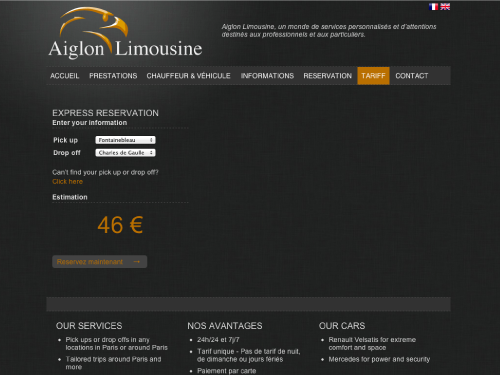 Aiglon Limousine
Aiglon Limousine, un monde de services personnalisés et d'attentions
destinés aux professionnels et aux particuliers.
ACCUEIL PRESTATIONS CHAUFFEUR & VÉHICULE INFORMATIONS RESERVATION TARIFF CONTACT
EXPRESS RESERVATION
Enter your information
Pick up Fontainebleau
Drop off Charles de Gaulle
Can't find your pick up or drop off?
Click here
Estimation
46 €
Réservez maintenant →
OUR SERVICES
Pick ups or drop offs in any
locations in Paris or around Paris
Tailored trips around Paris and
more
NOS AVANTAGES
24h/24 et 7j/7
Tarif unique - Pas de tarif de nuit,
de dimanche ou jours fériés
Paiement par carte
OUR CARS
Renault Velsatis for extreme
comfort and space
Mercedes for power and security